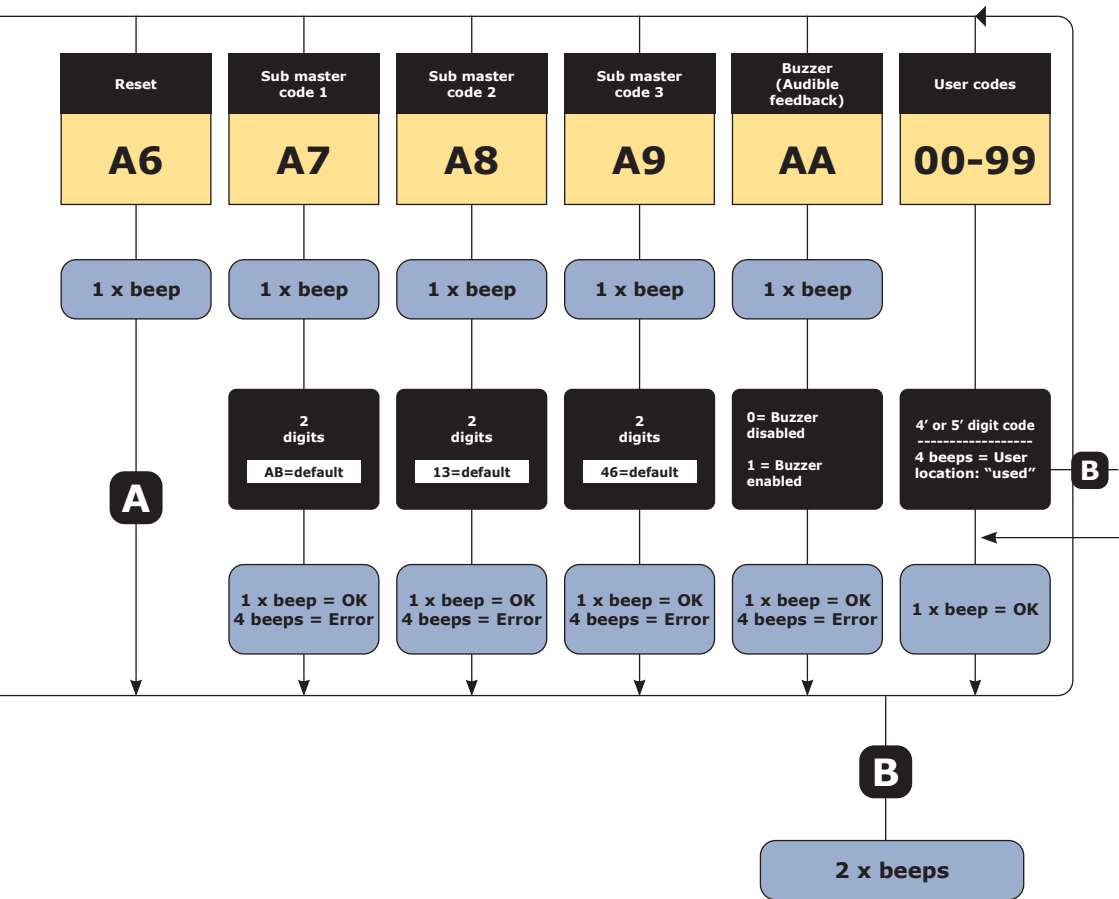 Reset
A6
1 x beep
A
Sub master
code 1
A7
1 x beep
2
digits
AB=default
1 x beep = OK
4 beeps = Error
Sub master
code 2
A8
1 x beep
2
digits
13=default
1 x beep = OK
4 beeps = Error
Sub master
code 3
A9
1 x beep
2
digits
46=default
1 x beep = OK
4 beeps = Error
Buzzer
(Audible
feedback)
AA
1 x beep
0= Buzzer
disabled
1 = Buzzer
enabled
1 x beep = OK
4 beeps = Error
User codes
00-99
4’ or 5’ digit code
------------------
4 beeps = User
location: “used”
B
1 x beep = OK
B
2 x beeps